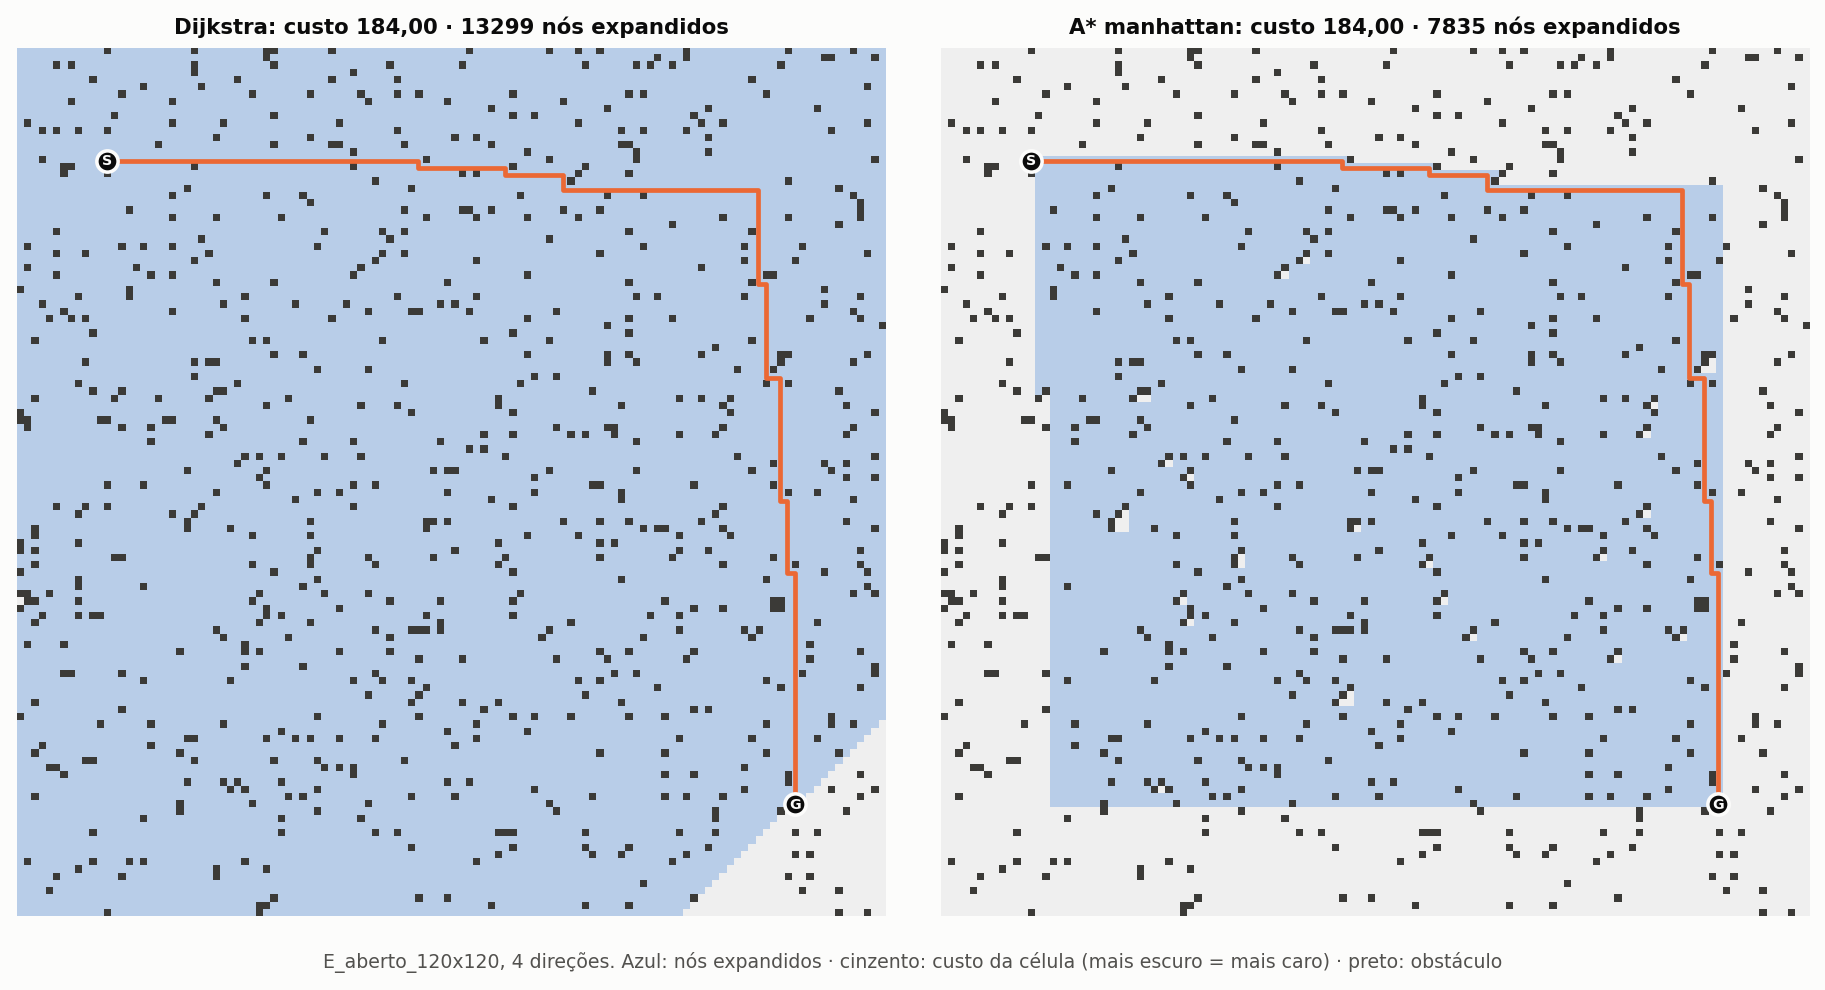 Dijkstra: custo 184,00 · 13299 nós expandidos
A* manhattan: custo 184,00 · 7835 nós expandidos
S
S
G
G
E_aberto_120x120, 4 direções. Azul: nós expandidos · cinzento: custo da célula (mais escuro = mais caro) · preto: obstáculo